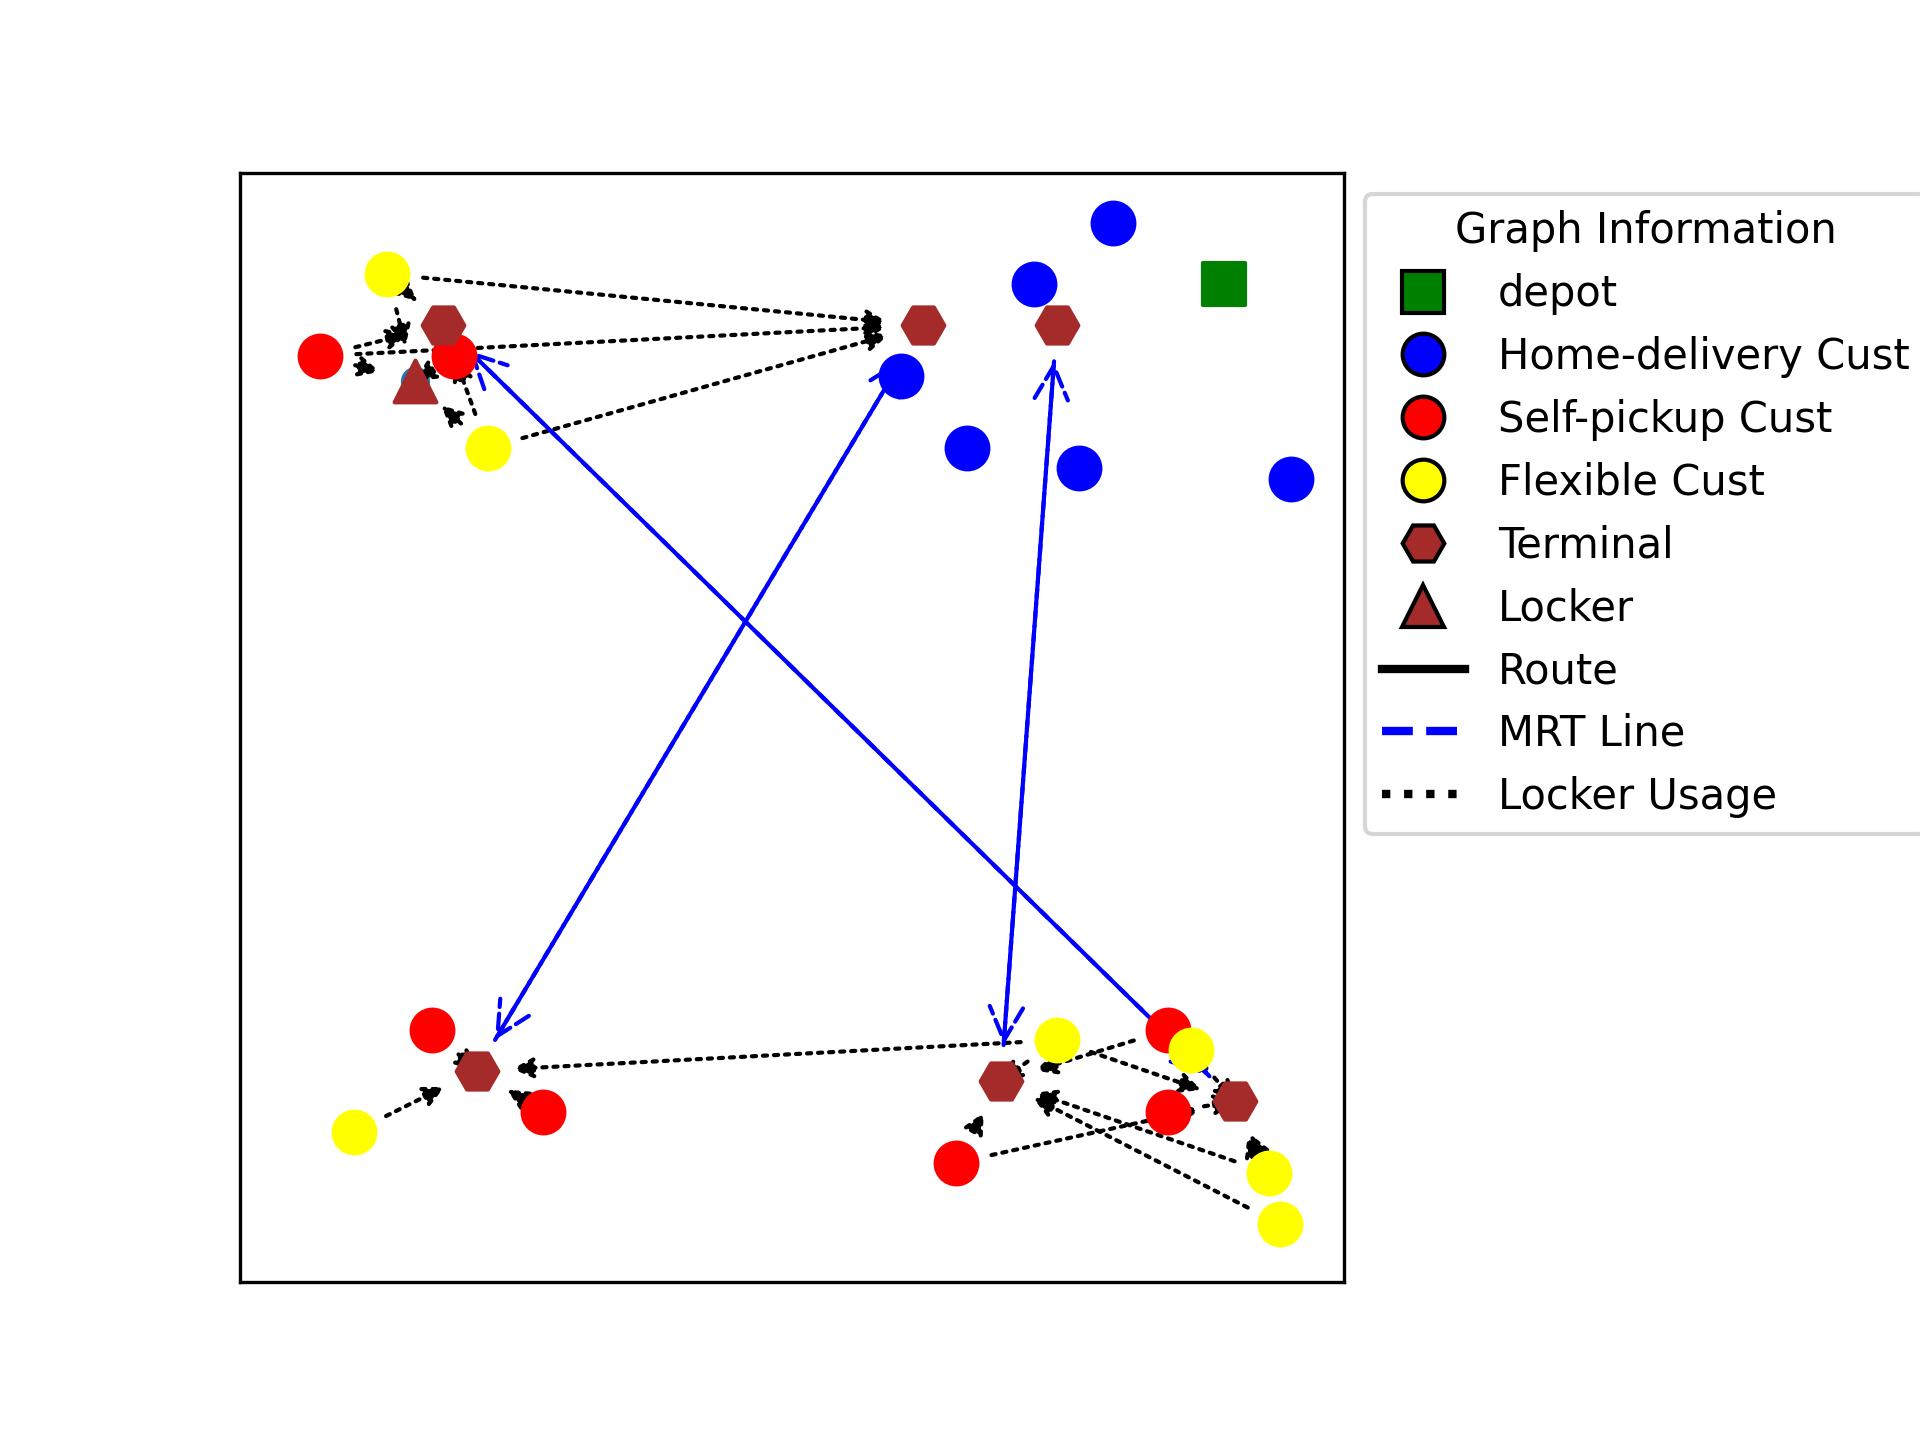 Graph Information
depot
Home-delivery Cust
Self-pickup Cust
Flexible Cust
Terminal
Locker
Route
MRT Line
Locker Usage